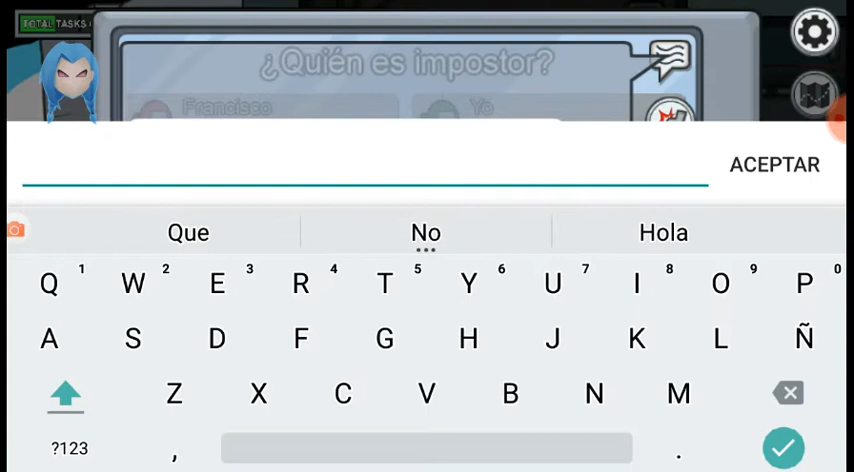 TOTAL TASKS
¿Quién es impostor?
Francisco Yo
ACEPTAR
Que No Hola
1 2 3 4 5 6 7 8 9 0
Q W E R T Y U I O P
A S D F G H J K L Ñ
Z X C V B N M
?123 , .